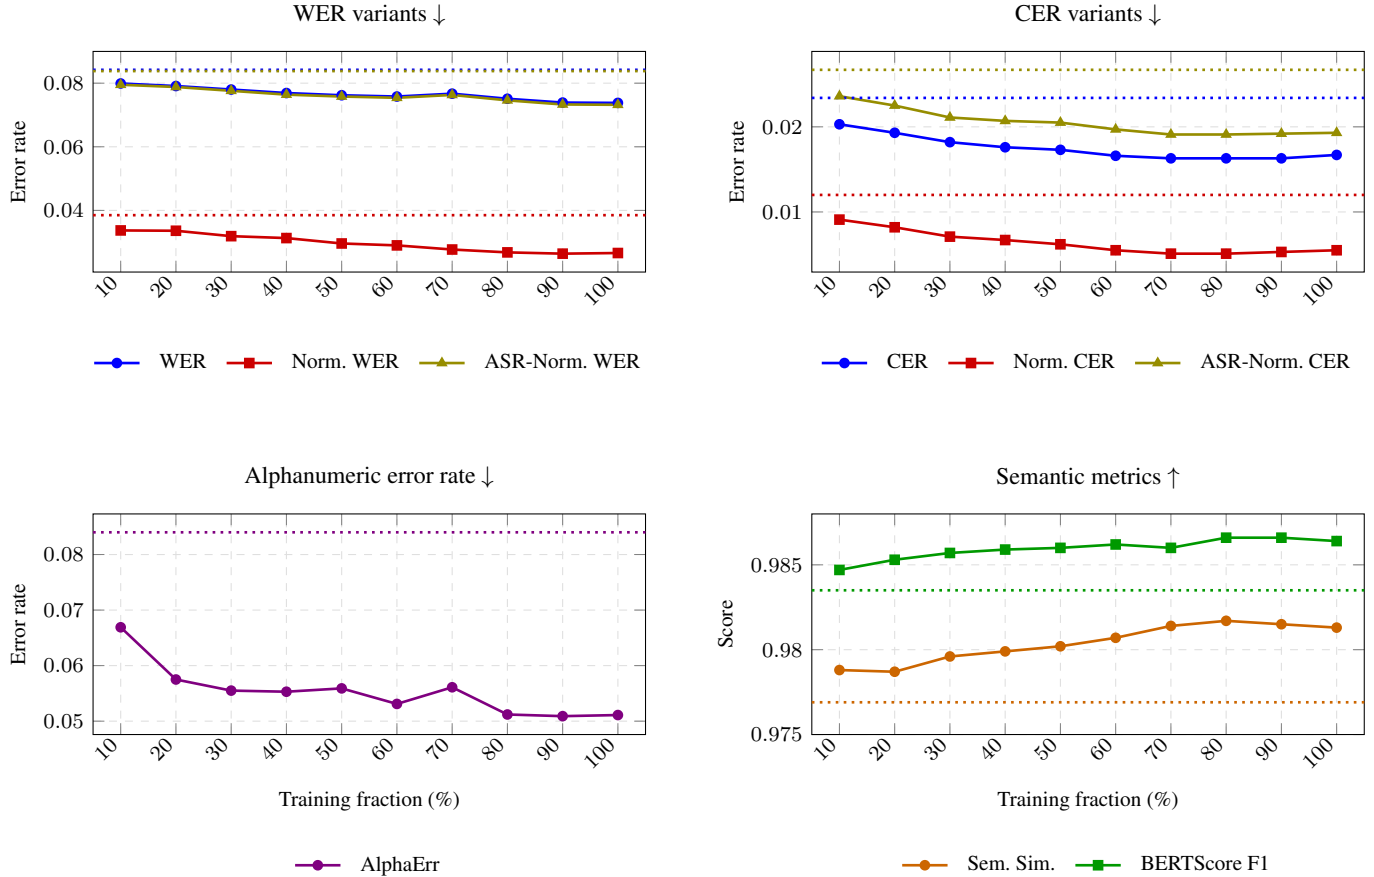 WER variants ↓
0.08
0.06
0.04
Error rate
10 20 30 40 50 60 70 80 90 100
WER Norm. WER ASR-Norm. WER
CER variants ↓
0.02
0.01
Error rate
10 20 30 40 50 60 70 80 90 100
CER Norm. CER ASR-Norm. CER
Alphanumeric error rate ↓
0.08
0.07
0.06
0.05
Error rate
10 20 30 40 50 60 70 80 90 100
Training fraction (%)
AlphaErr
Semantic metrics ↑
0.985
0.98
0.975
Score
10 20 30 40 50 60 70 80 90 100
Training fraction (%)
Sem. Sim. BERTScore F1